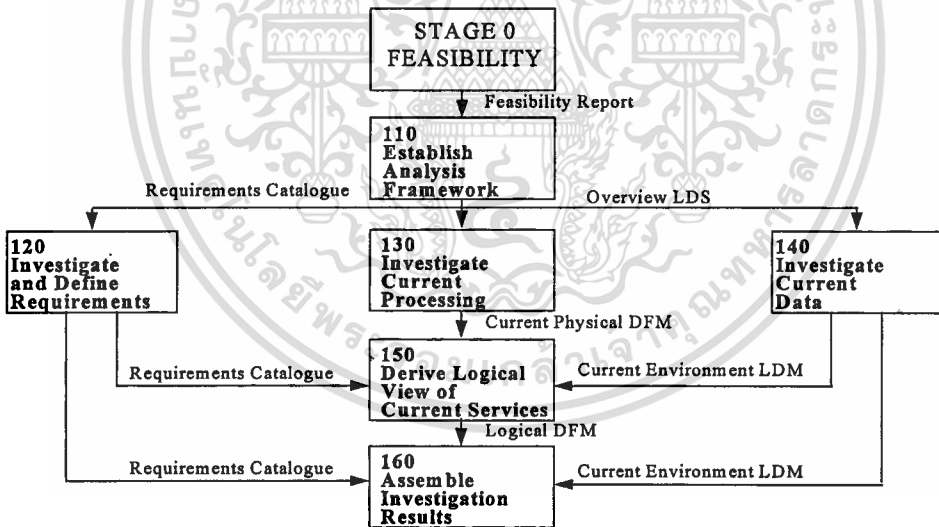 STAGE 0
FEASIBILITY
Feasibility Report
110
Establish
Analysis
Framework
Requirements Catalogue
Overview LDS
120
Investigate
and Define
Requirements
130
Investigate
Current
Processing
140
Investigate
Current
Data
Current Physical DFM
150
Derive Logical
View of
Current Services
Requirements Catalogue
Current Environment LDM
Logical DFM
160
Assemble
Investigation
Results
Requirements Catalogue
Current Environment LDM